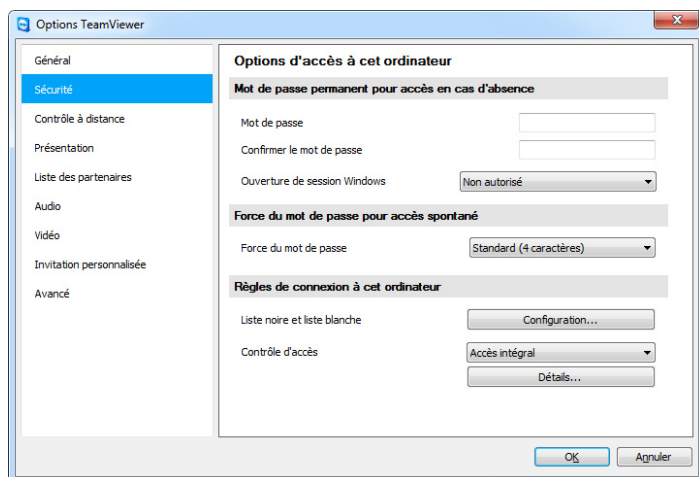 Options TeamViewer
Général
Sécurité
Contrôle à distance
Présentation
Liste des partenaires
Audio
Vidéo
Invitation personnalisée
Avancé
Options d'accès à cet ordinateur
Mot de passe permanent pour accès en cas d'absence
Mot de passe
Confirmer le mot de passe
Ouverture de session Windows Non autorisé
Force du mot de passe pour accès spontané
Force du mot de passe Standard (4 caractères)
Règles de connexion à cet ordinateur
Liste noire et liste blanche Configuration...
Contrôle d'accès Accès intégral
Détails...
OK Annuler